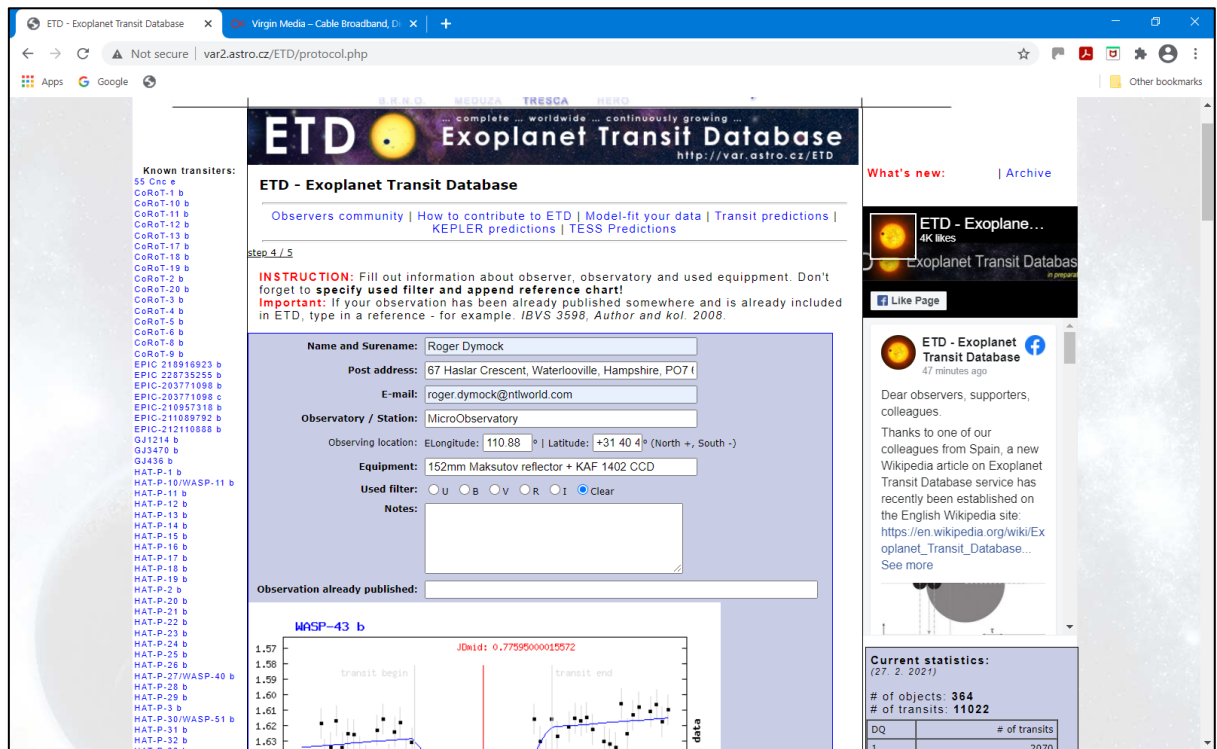 ETD - Exoplanet Transit Database
Virgin Media – Cable Broadband, Di
Not secure | var2.astro.cz/ETD/protocol.php
Apps
Google
Other bookmarks
B.R.N.O. MEDUZA TRESCA HERO
ETD
... complete ... worldwide ... continuously growing ...
Exoplanet Transit Database
http://var.astro.cz/ETD
Known transiters:
55 Cnc e
CoRoT-1 b
CoRoT-10 b
CoRoT-11 b
CoRoT-12 b
CoRoT-13 b
CoRoT-17 b
CoRoT-18 b
CoRoT-19 b
CoRoT-2 b
CoRoT-20 b
CoRoT-3 b
CoRoT-4 b
CoRoT-5 b
CoRoT-6 b
CoRoT-8 b
CoRoT-9 b
EPIC 218916923 b
EPIC 228735255 b
EPIC-203771098 b
EPIC-203771098 c
EPIC-210957318 b
EPIC-211089792 b
EPIC-212110888 b
GJ1214 b
GJ3470 b
GJ436 b
HAT-P-1 b
HAT-P-10/WASP-11 b
HAT-P-11 b
HAT-P-12 b
HAT-P-13 b
HAT-P-14 b
HAT-P-15 b
HAT-P-16 b
HAT-P-17 b
HAT-P-18 b
HAT-P-19 b
HAT-P-2 b
HAT-P-20 b
HAT-P-21 b
HAT-P-22 b
HAT-P-23 b
HAT-P-24 b
HAT-P-25 b
HAT-P-26 b
HAT-P-27/WASP-40 b
HAT-P-28 b
HAT-P-29 b
HAT-P-3 b
HAT-P-30/WASP-51 b
HAT-P-31 b
HAT-P-32 b
ETD - Exoplanet Transit Database
Observers community | How to contribute to ETD | Model-fit your data | Transit predictions |
KEPLER predictions | TESS Predictions
step 4 / 5
INSTRUCTION: Fill out information about observer, observatory and used equippment. Don't
forget to specify used filter and append reference chart!
Important: If your observation has been already published somewhere and is already included
in ETD, type in a reference - for example. IBVS 3598, Author and kol. 2008.
Name and Surename: Roger Dymock
Post address: 67 Haslar Crescent, Waterlooville, Hampshire, PO7
E-mail: roger.dymock@ntlworld.com
Observatory / Station: MicroObservatory
Observing location: ELongitude: 110.88 ° | Latitude: +31 40 4 ° (North +, South -)
Equipment: 152mm Maksutov reflector + KAF 1402 CCD
Used filter: U B V R I Clear
Notes:
Observation already published:
WASP-43 b
JDmid: 0.77595000015572
transit begin
transit end
1.57
1.58
1.59
1.60
1.61
1.62
1.63
data
What's new: | Archive
ETD - Exoplane...
4K likes
Exoplanet Transit Databas
in prepara
Like Page
ETD - Exoplanet
Transit Database
47 minutes ago
Dear observers, supporters,
colleagues.
Thanks to one of our
colleagues from Spain, a new
Wikipedia article on Exoplanet
Transit Database service has
recently been established on
the English Wikipedia site:
https://en.wikipedia.org/wiki/Ex
oplanet_Transit_Database...
See more
Current statistics:
(27. 2. 2021)
# of objects: 364
# of transits: 11022
DQ # of transits
1 2070